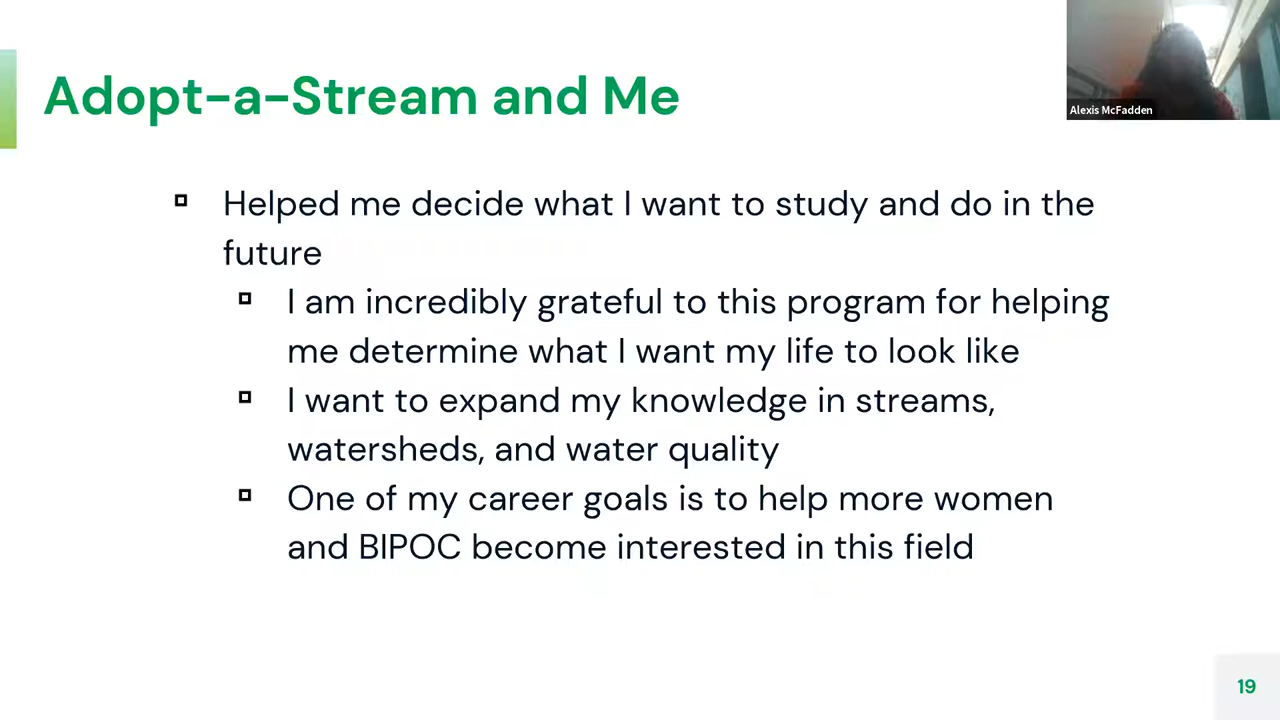 Adopt-a-Stream and Me
Alexis McFadden
Helped me decide what I want to study and do in the
future
I am incredibly grateful to this program for helping
me determine what I want my life to look like
I want to expand my knowledge in streams,
watersheds, and water quality
One of my career goals is to help more women
and BIPOC become interested in this field
19